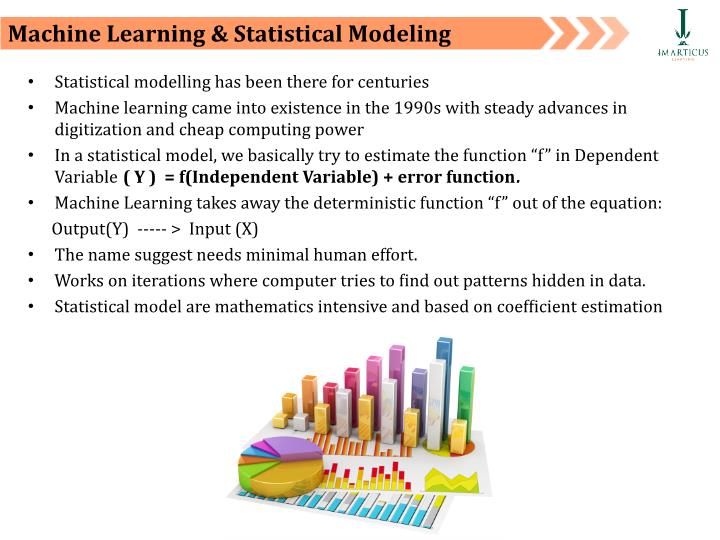 Machine Learning & Statistical Modeling
IMARTICUS
LEARNING
• Statistical modelling has been there for centuries
• Machine learning came into existence in the 1990s with steady advances in
digitization and cheap computing power
• In a statistical model, we basically try to estimate the function “f” in Dependent
Variable ( Y )  = f(Independent Variable) + error function.
• Machine Learning takes away the deterministic function “f” out of the equation:
Output(Y)  ----- >  Input (X)
• The name suggest needs minimal human effort.
• Works on iterations where computer tries to find out patterns hidden in data.
• Statistical model are mathematics intensive and based on coefficient estimation